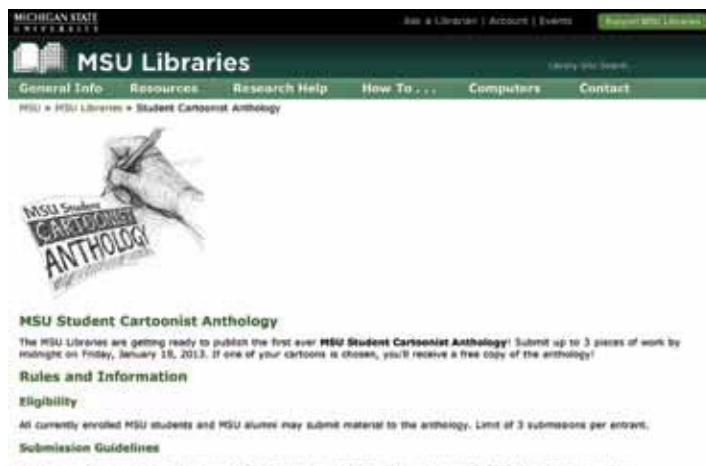 MICHIGAN STATE
UNIVERSITY
Ask a Librarian | Account | Events
Support MSU Libraries
MSU Libraries
Library Site Search
General Info Resources Research Help How To . . . Computers Contact
MSU » MSU Libraries » Student Cartoonist Anthology
MSU Student
CARTOONIST
ANTHOLOGY
MSU Student Cartoonist Anthology
The MSU Libraries are getting ready to publish the first ever MSU Student Cartoonist Anthology! Submit up to 3 pieces of work by
midnight on Friday, January 18, 2013. If one of your cartoons is chosen, you'll receive a free copy of the anthology!
Rules and Information
Eligibility
All currently enrolled MSU students and MSU alumni may submit material to the anthology. Limit of 3 submissions per entrant.
Submission Guidelines